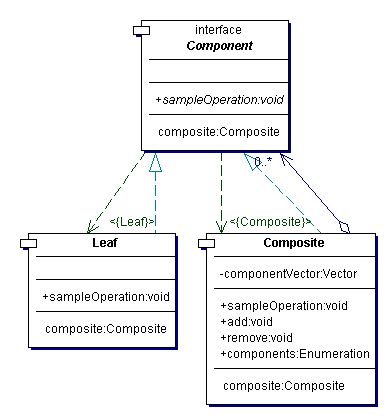 interface
Component
+sampleOperation:void
composite:Composite
0..*
<{Leaf}>
<{Composite}>
Leaf
+sampleOperation:void
composite:Composite
Composite
-componentVector:Vector
+sampleOperation:void
+add:void
+remove:void
+components:Enumeration
composite:Composite